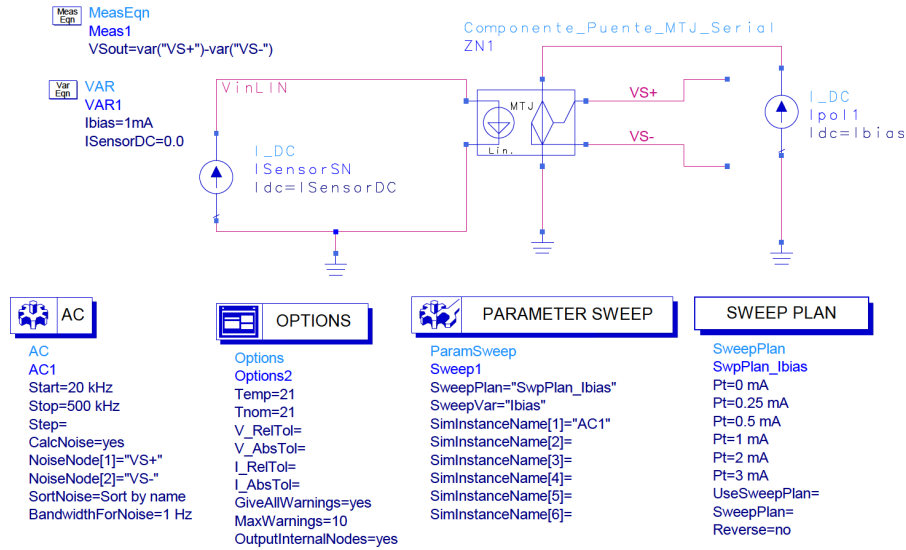 Meas
Eqn
MeasEqn
Meas1
VSout=var("VS+")-var("VS-")
Var
Eqn
VAR
VAR1
Ibias=1mA
ISensorDC=0.0
VinLIN
I_DC
ISensorSN
Idc=ISensorDC
Componente_Puente_MTJ_Serial
ZN1
MTJ
Lin.
VS+
VS-
I_DC
Ipol1
Idc=Ibias
AC
AC
AC1
Start=20 kHz
Stop=500 kHz
Step=
CalcNoise=yes
NoiseNode[1]="VS+"
NoiseNode[2]="VS-"
SortNoise=Sort by name
BandwidthForNoise=1 Hz
OPTIONS
Options
Options2
Temp=21
Tnom=21
V_RelTol=
V_AbsTol=
I_RelTol=
I_AbsTol=
GiveAllWarnings=yes
MaxWarnings=10
OutputInternalNodes=yes
PARAMETER SWEEP
ParamSweep
Sweep1
SweepPlan="SwpPlan_Ibias"
SweepVar="Ibias"
SimInstanceName[1]="AC1"
SimInstanceName[2]=
SimInstanceName[3]=
SimInstanceName[4]=
SimInstanceName[5]=
SimInstanceName[6]=
SWEEP PLAN
SweepPlan
SwpPlan_Ibias
Pt=0 mA
Pt=0.25 mA
Pt=0.5 mA
Pt=1 mA
Pt=2 mA
Pt=3 mA
UseSweepPlan=
SweepPlan=
Reverse=no